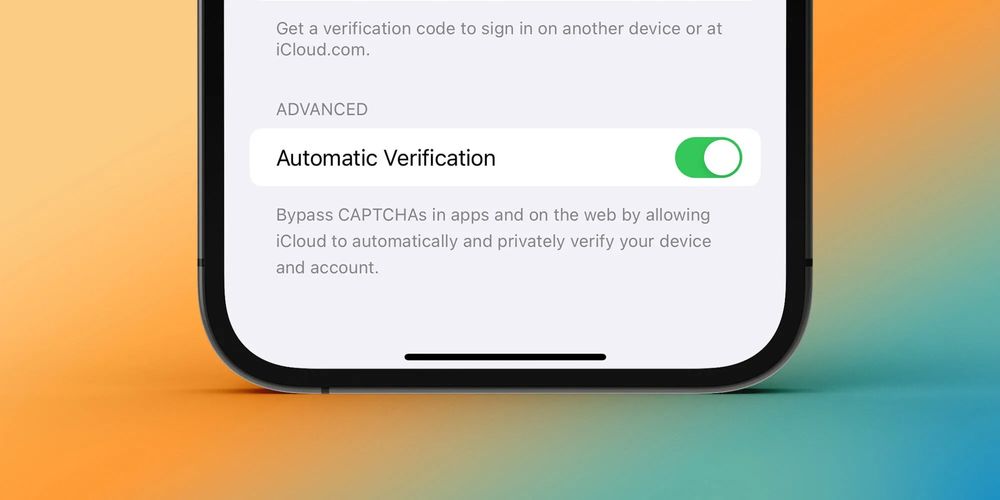 Get a verification code to sign in on another device or at
iCloud.com.
ADVANCED
Automatic Verification
Bypass CAPTCHAs in apps and on the web by allowing
iCloud to automatically and privately verify your device
and account.